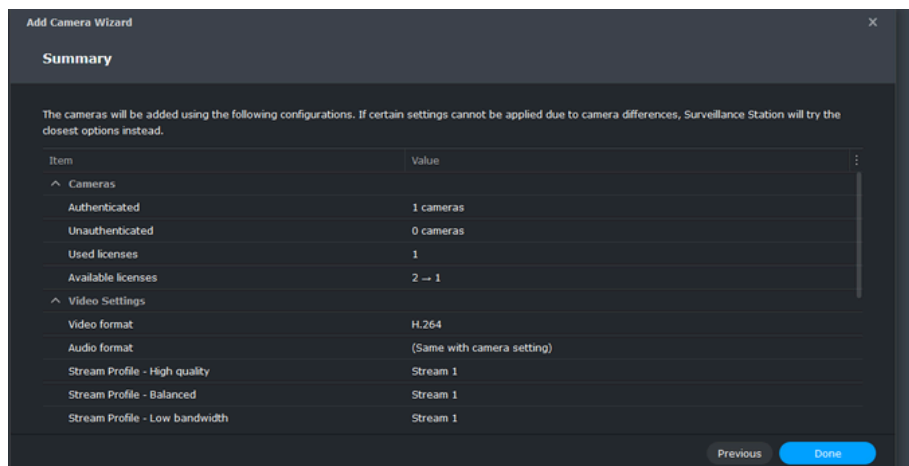 Add Camera Wizard
Summary
The cameras will be added using the following configurations. If certain settings cannot be applied due to camera differences, Surveillance Station will try the
closest options instead.
Item Value
Cameras
Authenticated 1 cameras
Unauthenticated 0 cameras
Used licenses 1
Available licenses 2 → 1
Video Settings
Video format H.264
Audio format (Same with camera setting)
Stream Profile - High quality Stream 1
Stream Profile - Balanced Stream 1
Stream Profile - Low bandwidth Stream 1
Previous Done